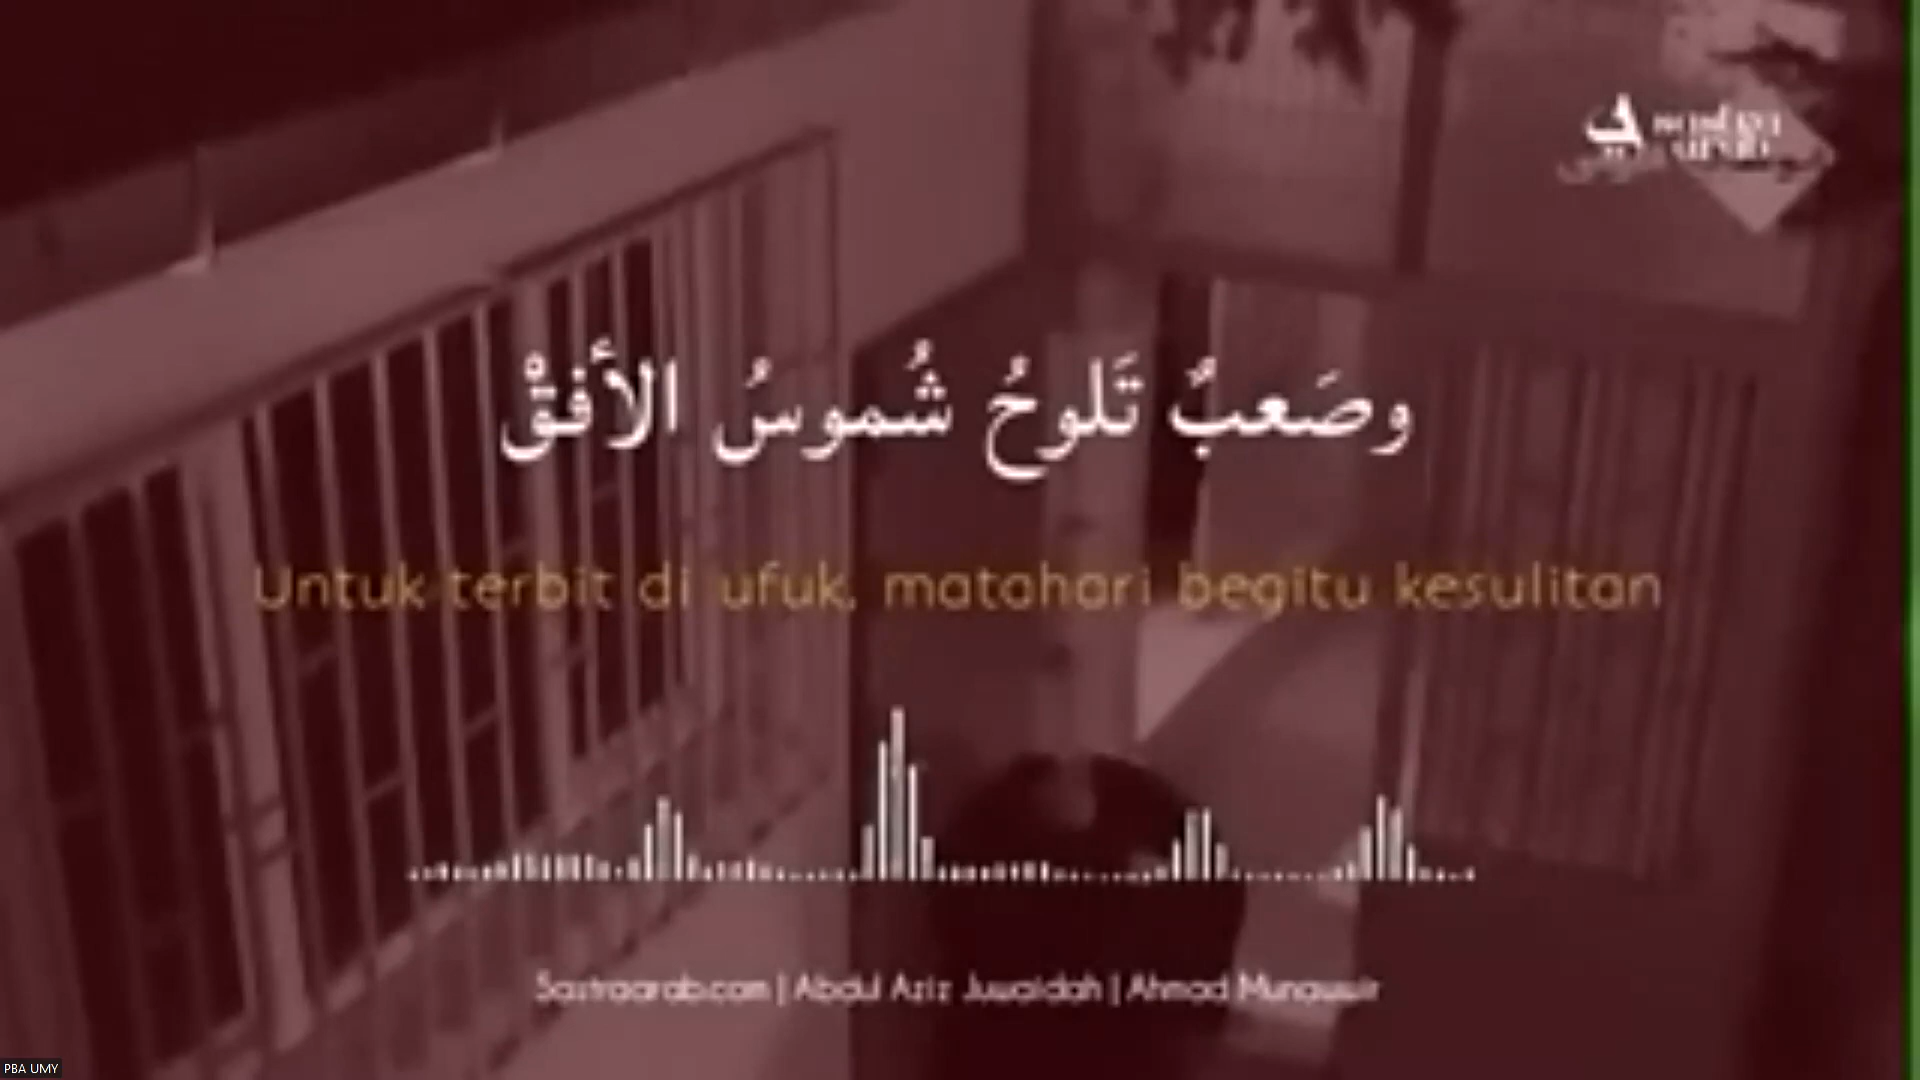 وصَعبٌ تَلوحُ شُموسُ الأفقْ
Untuk terbit di ufuk, matahari begitu kesulitan
Sastraarab.com | Abdul Aziz Juwaidah | Ahmad Munawwir
PBA UMY